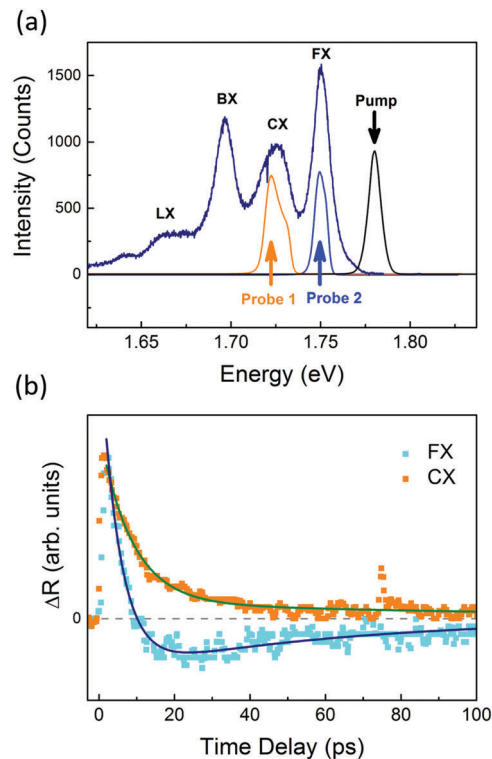 (a)
FX
BX
CX
LX
Pump
1500
1000
500
0
Intensity (Counts)
Probe 1
Probe 2
1.65
1.70
1.75
1.80
Energy (eV)
(b)
FX
CX
ΔR (arb. units)
0
0
20
40
60
80
100
Time Delay (ps)